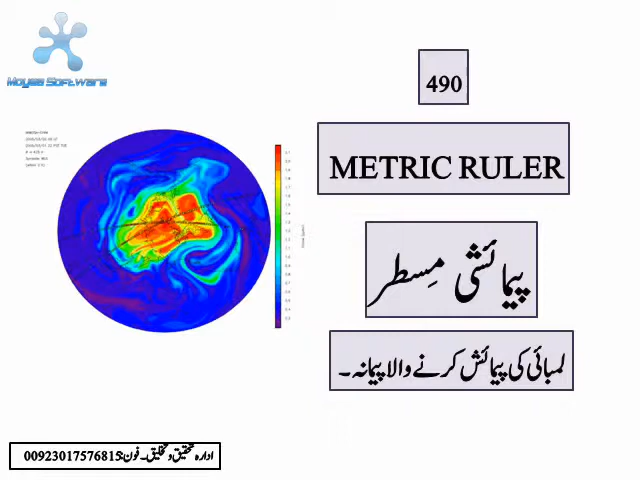 Moyea Software
490
METRIC RULER
پیمائشی مِسطر
لمبائی کی پیمائش کرنے والا پیمانہ۔
ادارہ تحقیق و تخلیق۔ فون:00923017576815